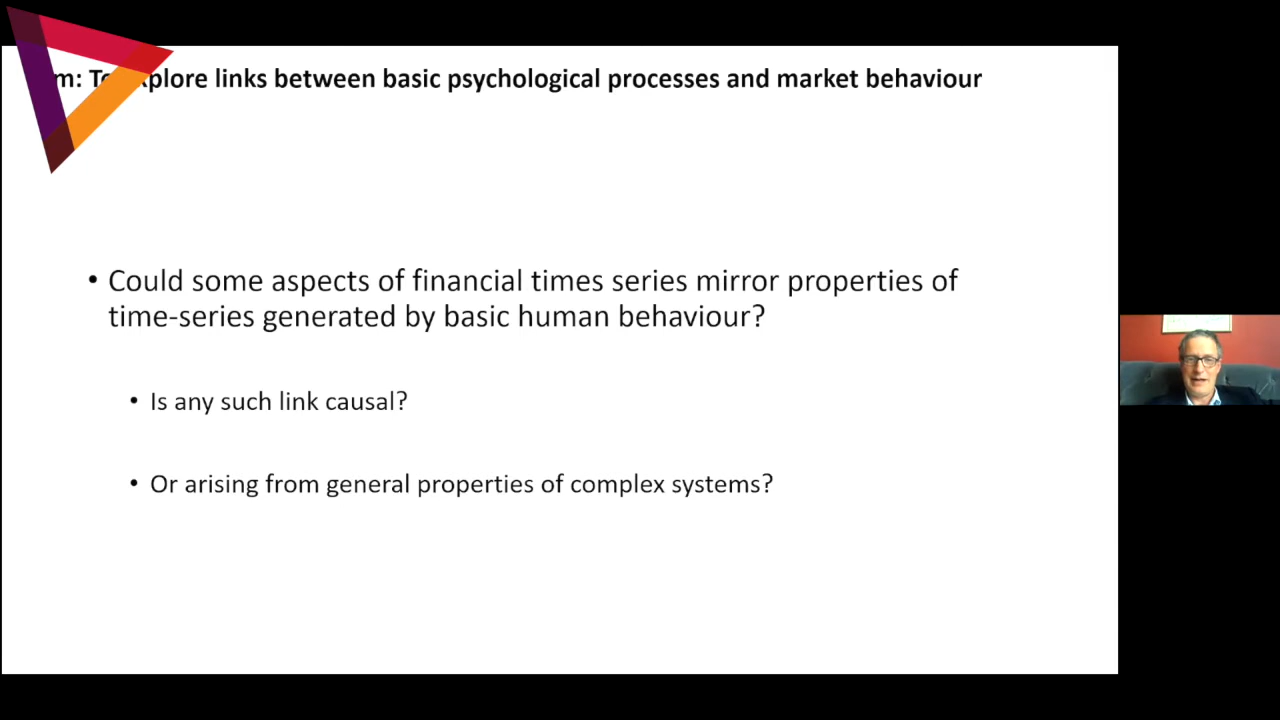 m: To explore links between basic psychological processes and market behaviour
• Could some aspects of financial times series mirror properties of
time-series generated by basic human behaviour?
• Is any such link causal?
• Or arising from general properties of complex systems?